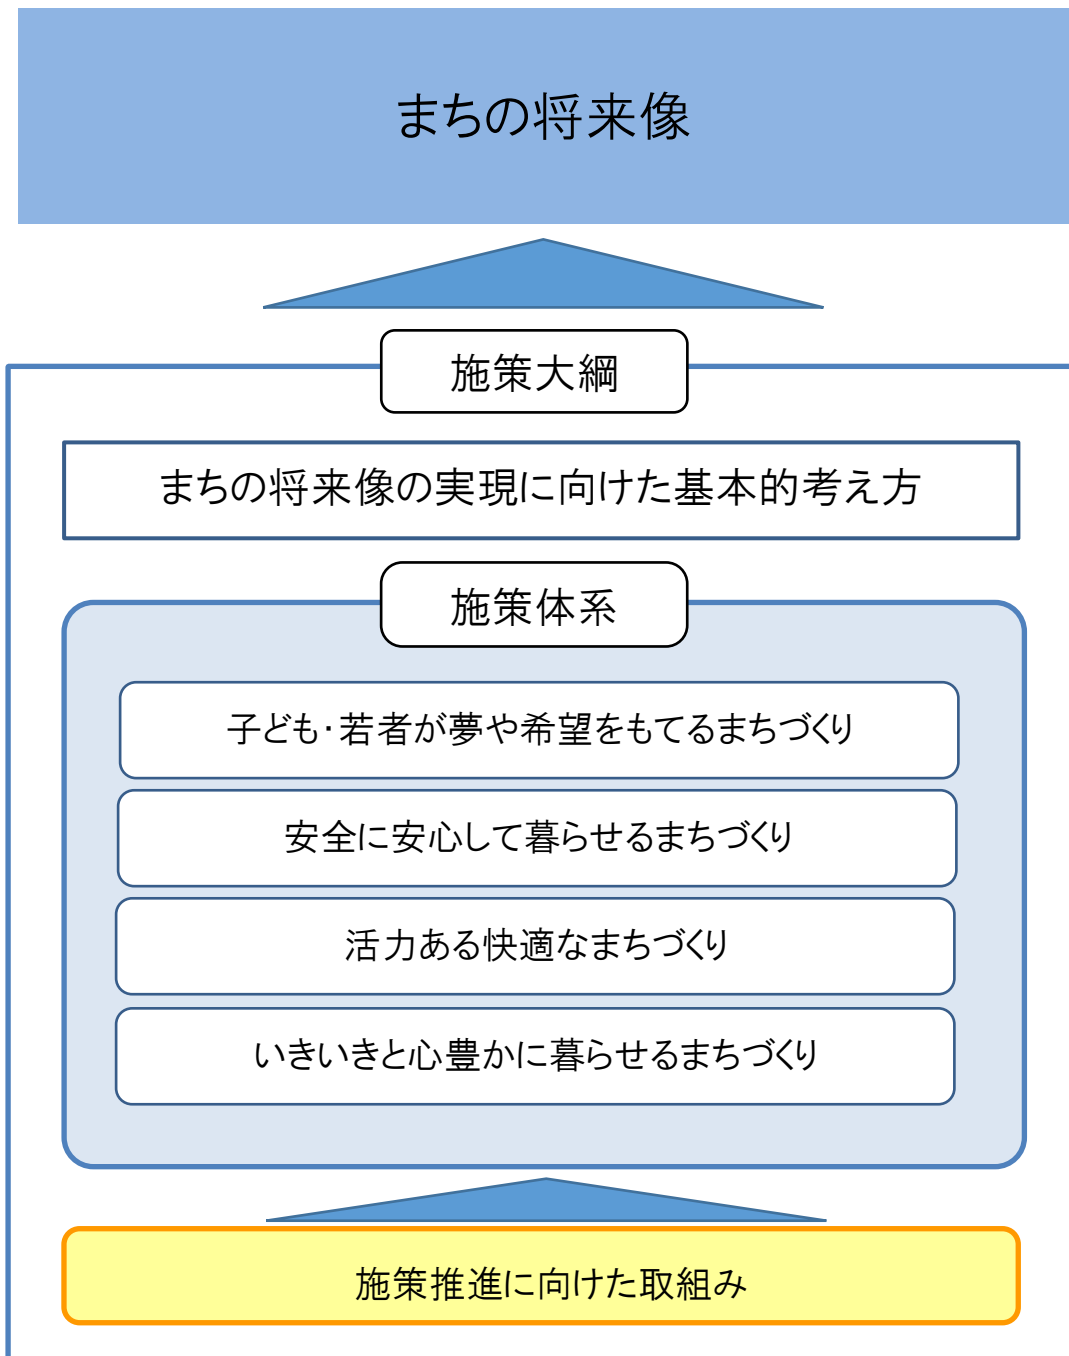 まちの将来像
施策大綱
まちの将来像の実現に向けた基本的考え方
施策体系
子ども・若者が夢や希望をもてるまちづくり
安全に安心して暮らせるまちづくり
活力ある快適なまちづくり
いきいきと心豊かに暮らせるまちづくり
施策推進に向けた取組み